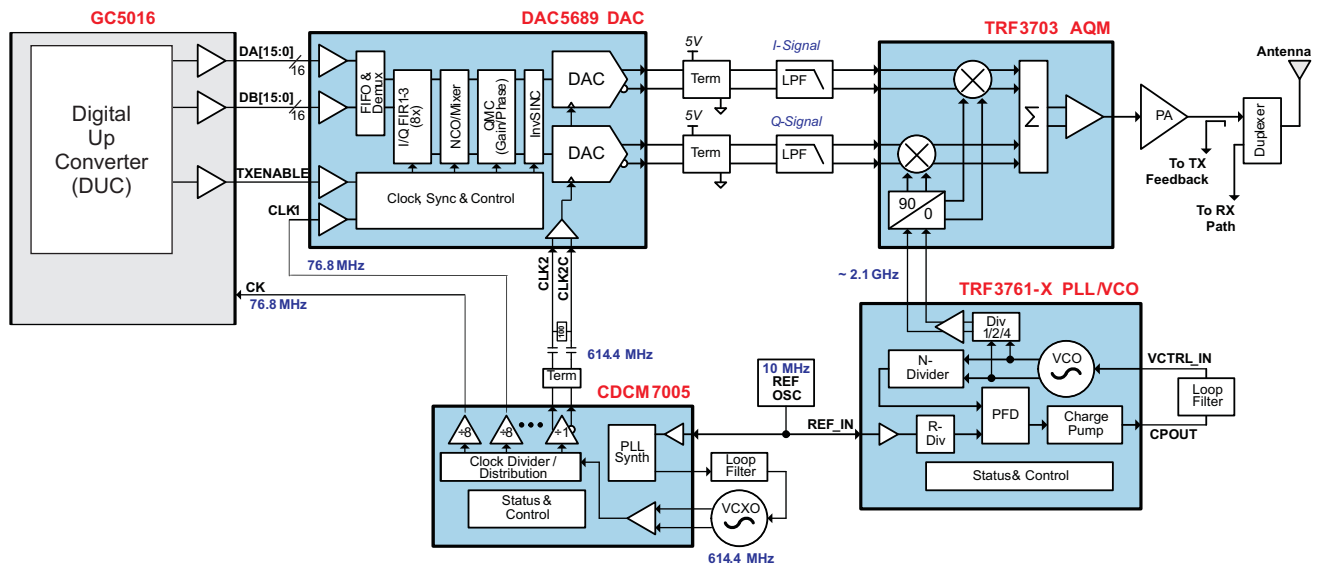 GC5016
Digital
Up
Converter
(DUC)
DA[15:0]
16
DB[15:0]
16
TXENABLE
CLK1
76.8 MHz
CK
76.8 MHz
DAC5689 DAC
FIFO &
Demux
I/Q FIR1-3
(8x)
NCO/Mixer
QMC
(Gain/Phase)
InvSINC
DAC
DAC
Clock, Sync & Control
CLK2
CLK2C
100
614.4 MHz
Term
5V
Term
I-Signal
LPF
5V
Term
Q-Signal
LPF
TRF3703 AQM
Σ
90
0
PA
To TX
Feedback
Duplexer
Antenna
To RX
Path
~ 2.1 GHz
TRF3761-X PLL/VCO
Div
1/2/4
N-
Divider
VCO
VCTRL_IN
Loop
Filter
PFD
R-
Div
Charge
Pump
CPOUT
Status & Control
10 MHz
REF
OSC
REF_IN
CDCM7005
÷8
÷8
÷1
PLL
Synth
Clock Divider /
Distribution
Status &
Control
Loop
Filter
VCXO
614.4 MHz